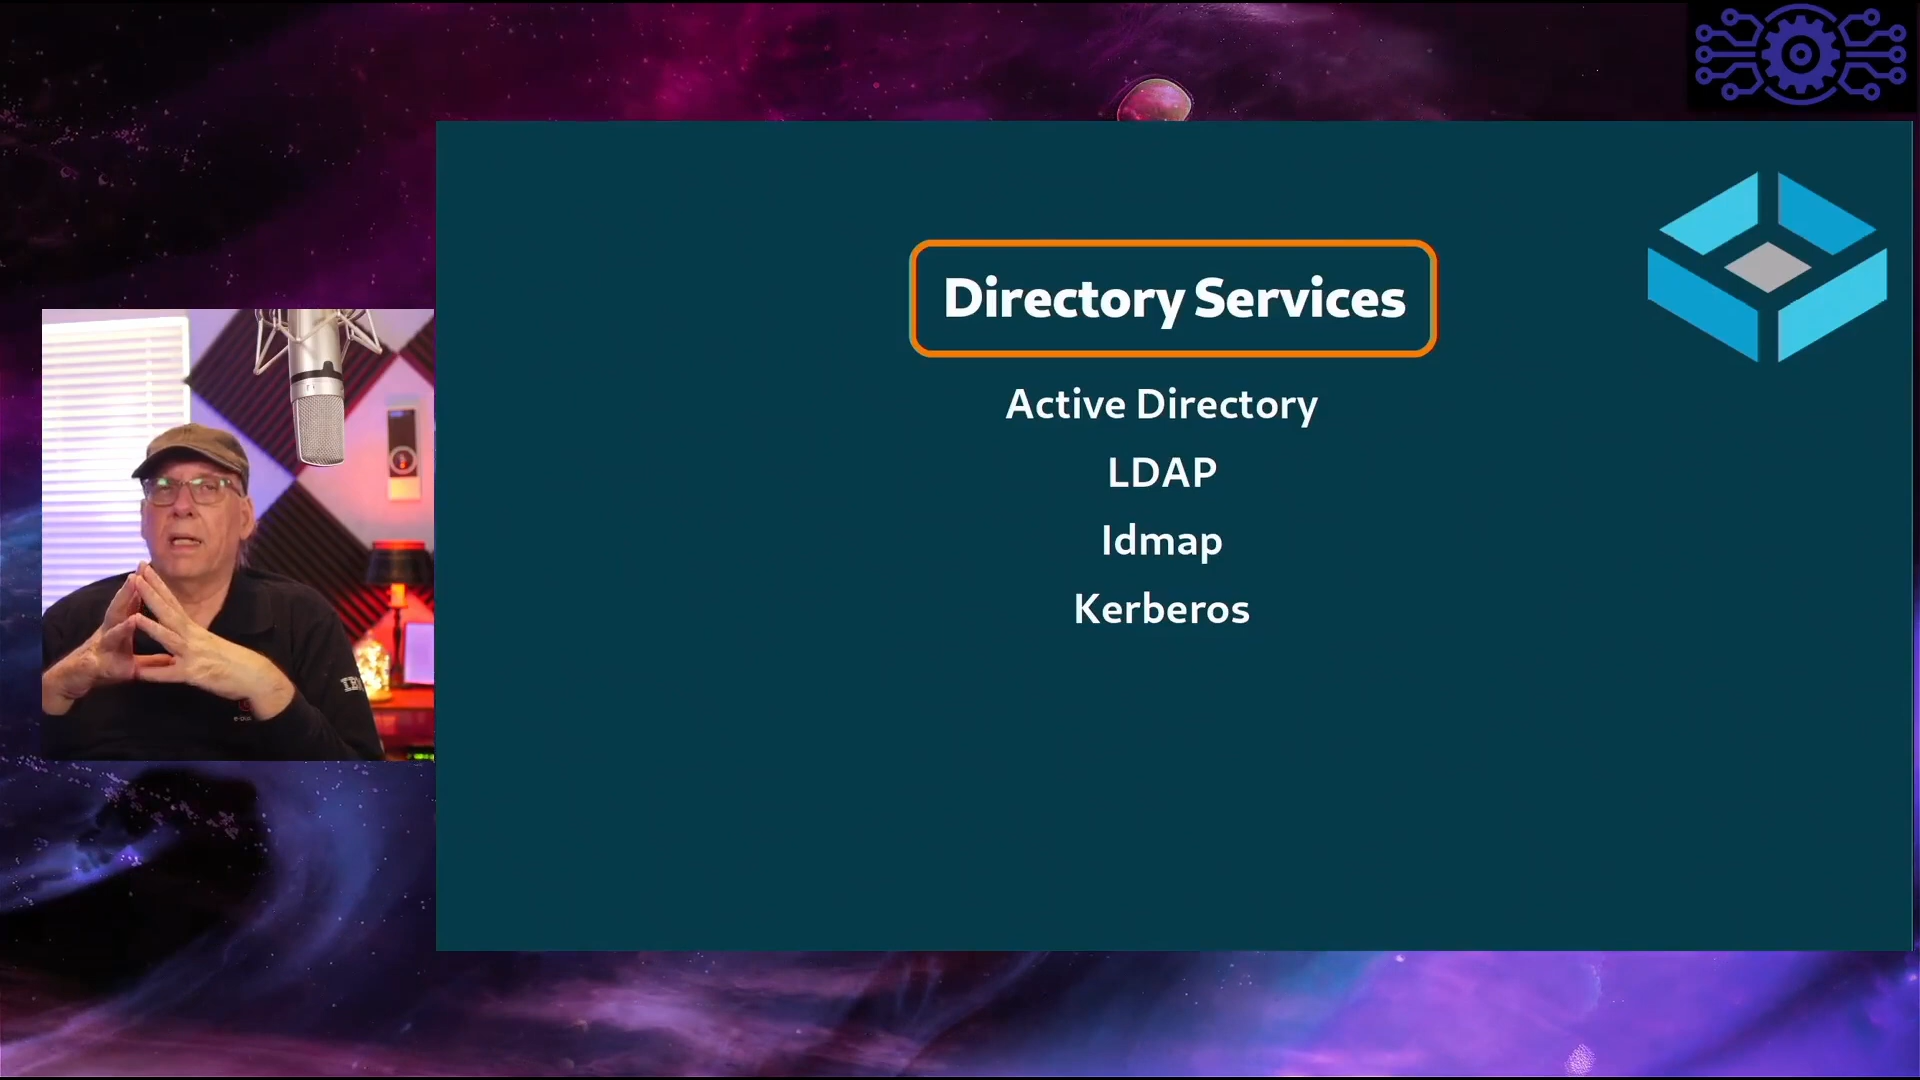 Directory Services
Active Directory
LDAP
Idmap
Kerberos